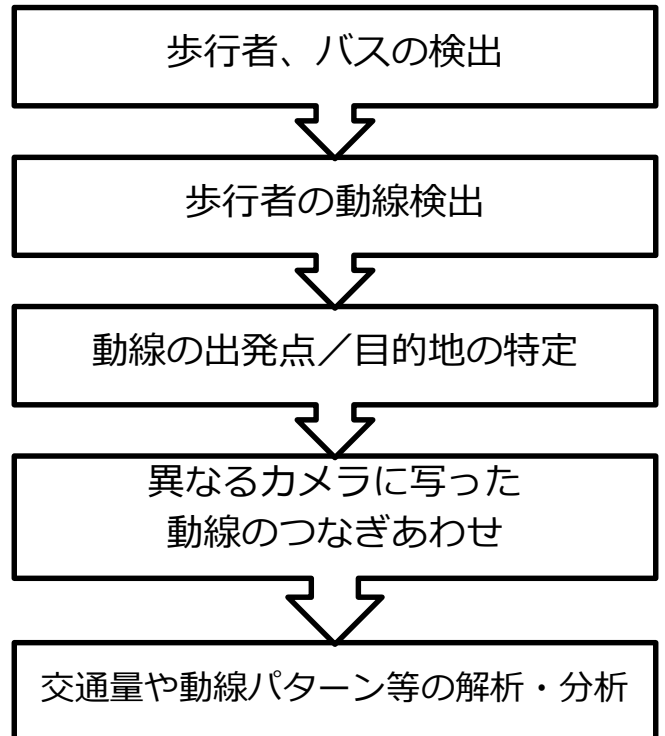 歩行者、バスの検出
歩行者の動線検出
動線の出発点／目的地の特定
異なるカメラに写った
動線のつなぎあわせ
交通量や動線パターン等の解析・分析